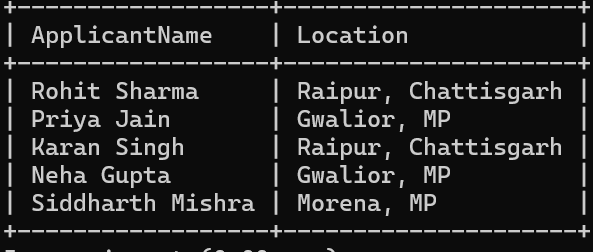 ApplicantName | Location
Rohit Sharma | Raipur, Chattisgarh
Priya Jain | Gwalior, MP
Karan Singh | Raipur, Chattisgarh
Neha Gupta | Gwalior, MP
Siddharth Mishra | Morena, MP